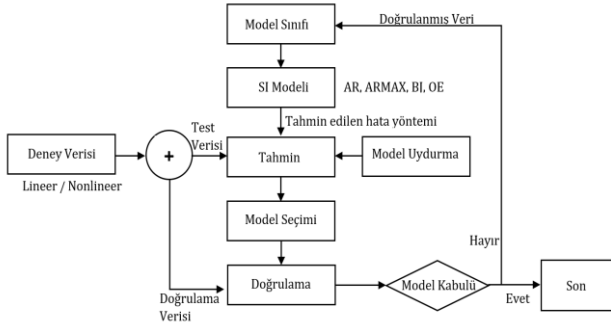 Model Sınıfı
Doğrulanmış Veri
SI Modeli
AR, ARMAX, BJ, OE
Tahmin edilen hata yöntemi
Test
Verisi
Deney Verisi
+
Tahmin
Model Uydurma
Lineer / Nonlineer
Model Seçimi
Hayır
Doğrulama
Model Kabulü
Son
Evet
Doğrulama
Verisi